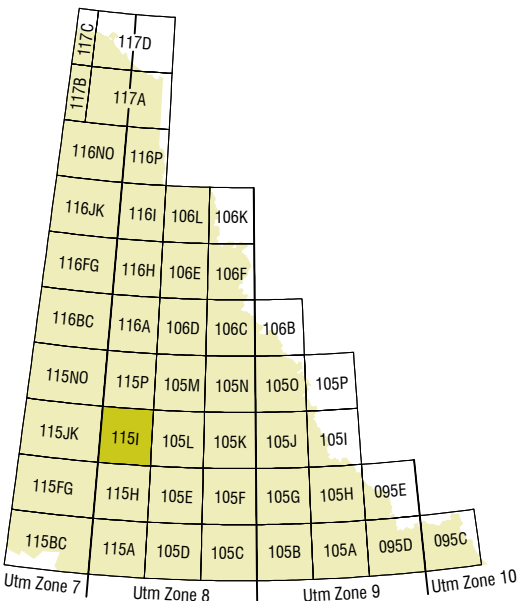 117C 117D
117B 117A
116NO 116P
116JK 116I 106L 106K
116FG 116H 106E 106F
116BC 116A 106D 106C 106B
115NO 115P 105M 105N 105O 105P
115JK 115I 105L 105K 105J 105I
115FG 115H 105E 105F 105G 105H 095E
115BC 115A 105D 105C 105B 105A 095D 095C
Utm Zone 7 Utm Zone 8 Utm Zone 9 Utm Zone 10